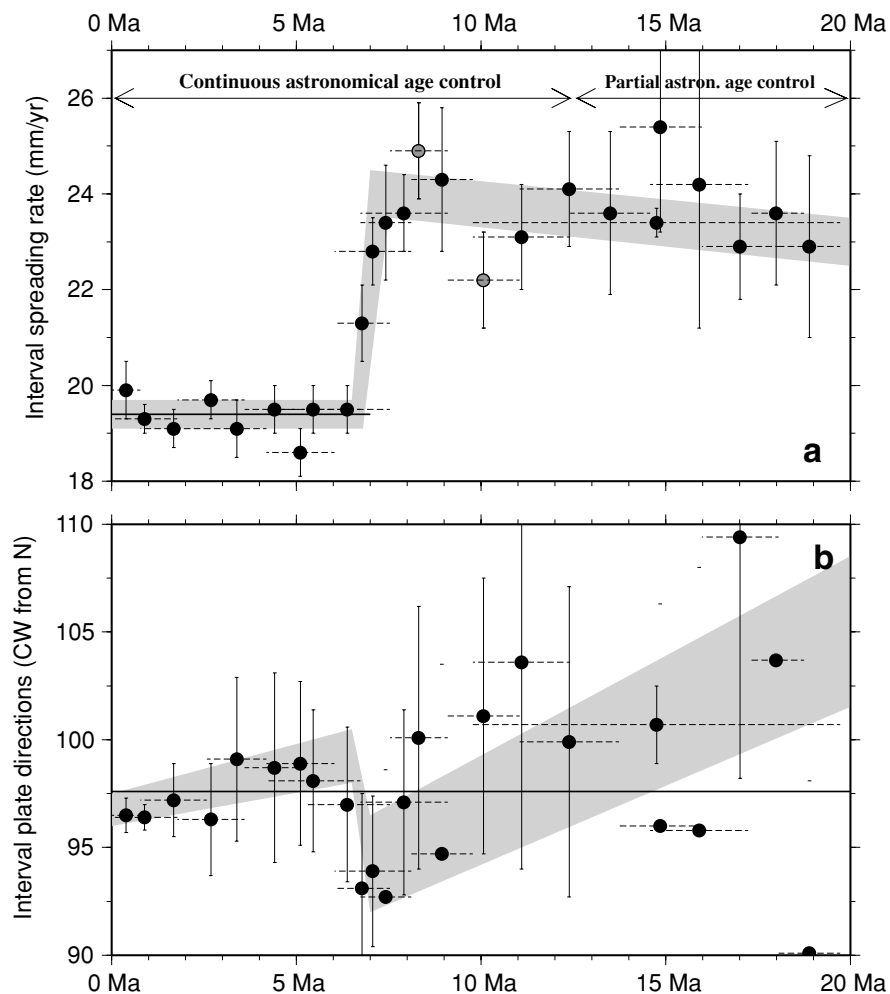 0 Ma 5 Ma 10 Ma 15 Ma 20 Ma
Continuous astronomical age control Partial astron. age control
26
24
22
20
18
Interval spreading rate (mm/yr)
a
110
105
100
95
90
Interval plate directions (CW from N)
b
0 Ma 5 Ma 10 Ma 15 Ma 20 Ma